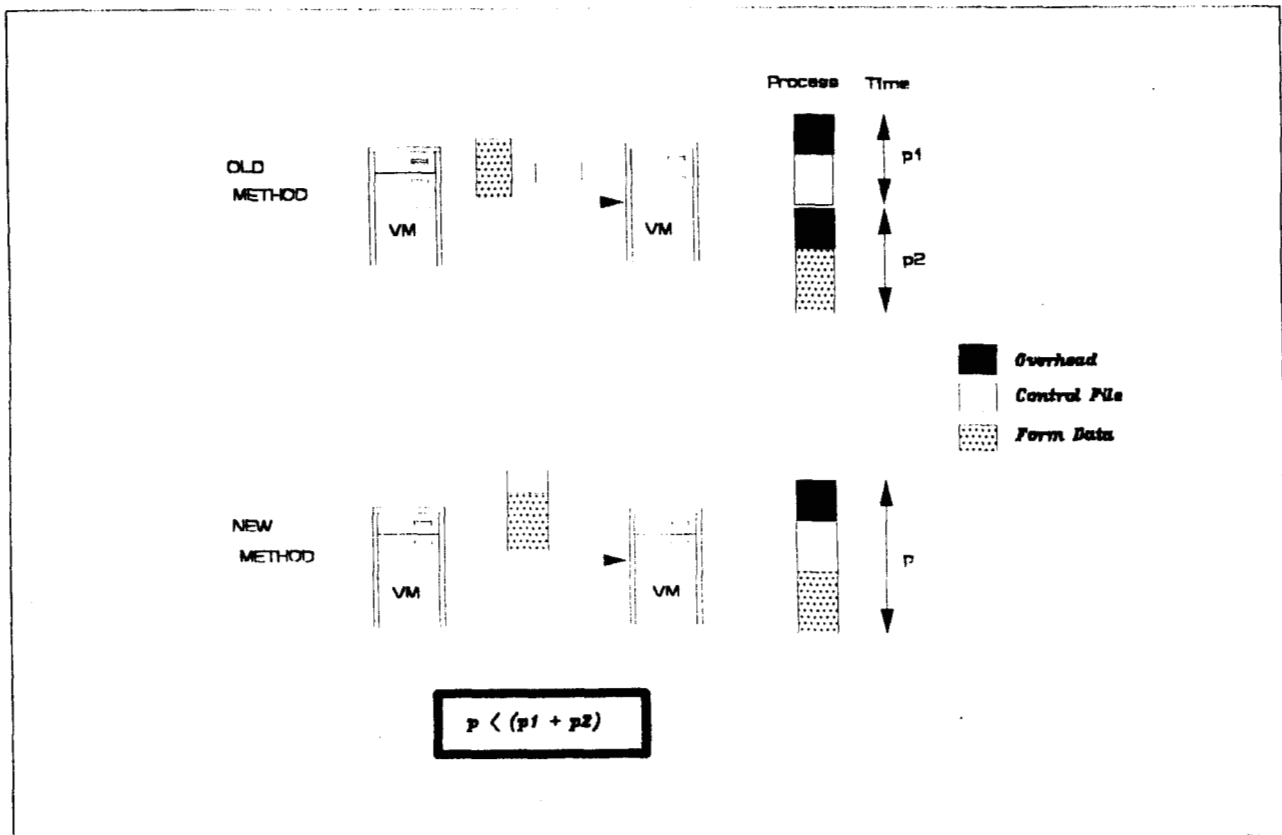 Process Time
OLD
METHOD
VM
VM
p1
p2
Overhead
Control File
Form Data
NEW
METHOD
VM
VM
p
p < (p1 + p2)